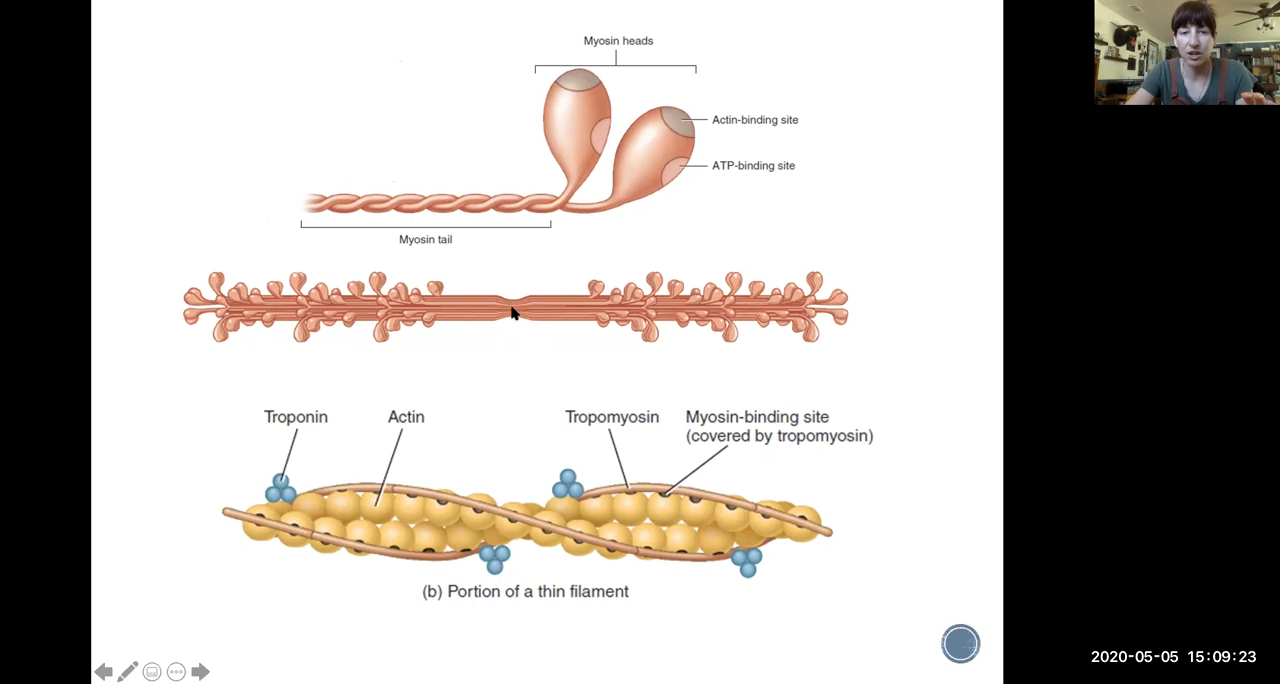 Myosin heads
Actin-binding site
ATP-binding site
Myosin tail
Troponin
Actin
Tropomyosin
Myosin-binding site
(covered by tropomyosin)
(b) Portion of a thin filament
2020-05-05 15:09:23